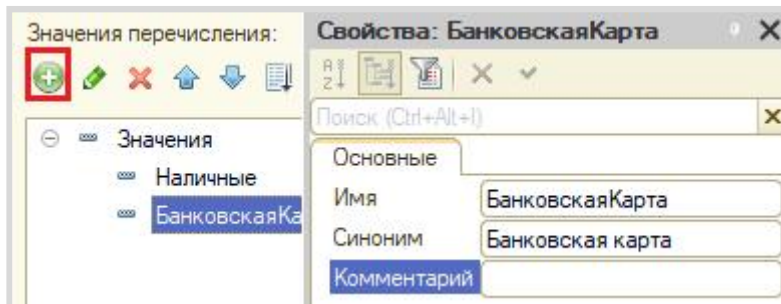 Значения перечисления:
Значения
Наличные
БанковскаяКа
Свойства: БанковскаяКарта
Поиск (Ctrl+Alt+I)
Основные
Имя БанковскаяКарта
Синоним Банковская карта
Комментарий